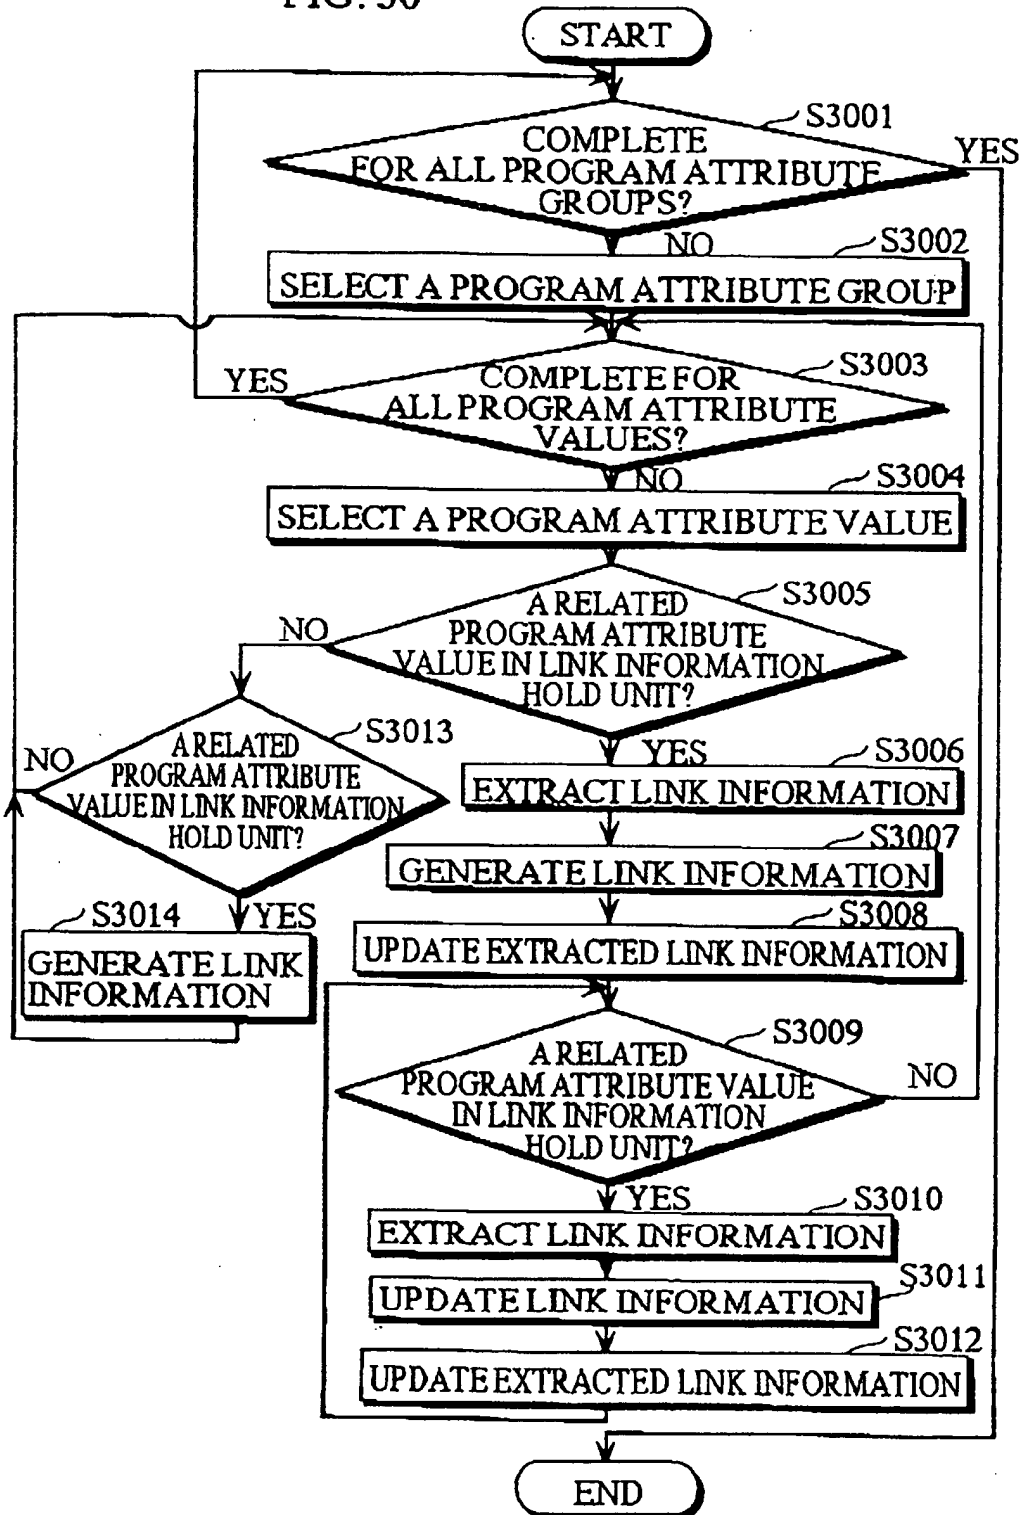 FIG. 30
START
S3001
COMPLETE
FOR ALL PROGRAM ATTRIBUTE
GROUPS?
YES
NO
S3002
SELECT A PROGRAM ATTRIBUTE GROUP
S3003
YES
COMPLETE FOR
ALL PROGRAM ATTRIBUTE
VALUES?
NO
S3004
SELECT A PROGRAM ATTRIBUTE VALUE
S3005
NO
A RELATED
PROGRAM ATTRIBUTE
VALUE IN LINK INFORMATION
HOLD UNIT?
YES
S3013
NO
A RELATED
PROGRAM ATTRIBUTE
VALUE IN LINK INFORMATION
HOLD UNIT?
YES
S3014
GENERATE LINK
INFORMATION
S3006
EXTRACT LINK INFORMATION
S3007
GENERATE LINK INFORMATION
S3008
UPDATE EXTRACTED LINK INFORMATION
S3009
A RELATED
PROGRAM ATTRIBUTE VALUE
IN LINK INFORMATION
HOLD UNIT?
NO
YES
S3010
EXTRACT LINK INFORMATION
S3011
UPDATE LINK INFORMATION
S3012
UPDATE EXTRACTED LINK INFORMATION
END